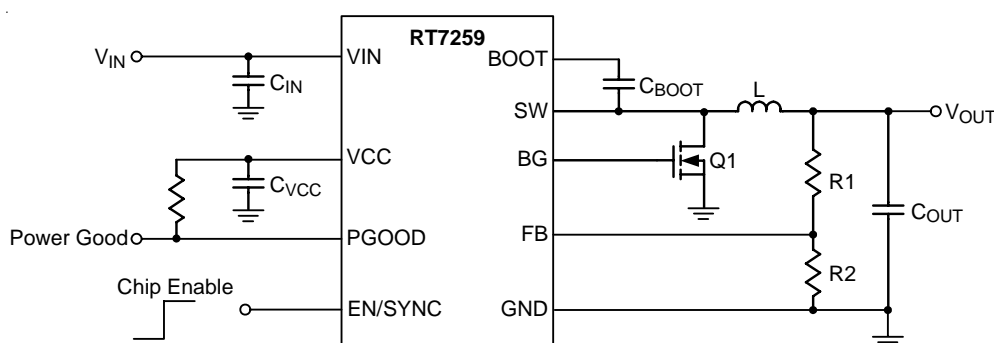 RT7259
VIN
VIN
BOOT
CIN
CBOOT
L
SW
VOUT
VCC
BG
Q1
CVCC
R1
COUT
Power Good
PGOOD
FB
R2
Chip Enable
EN/SYNC
GND